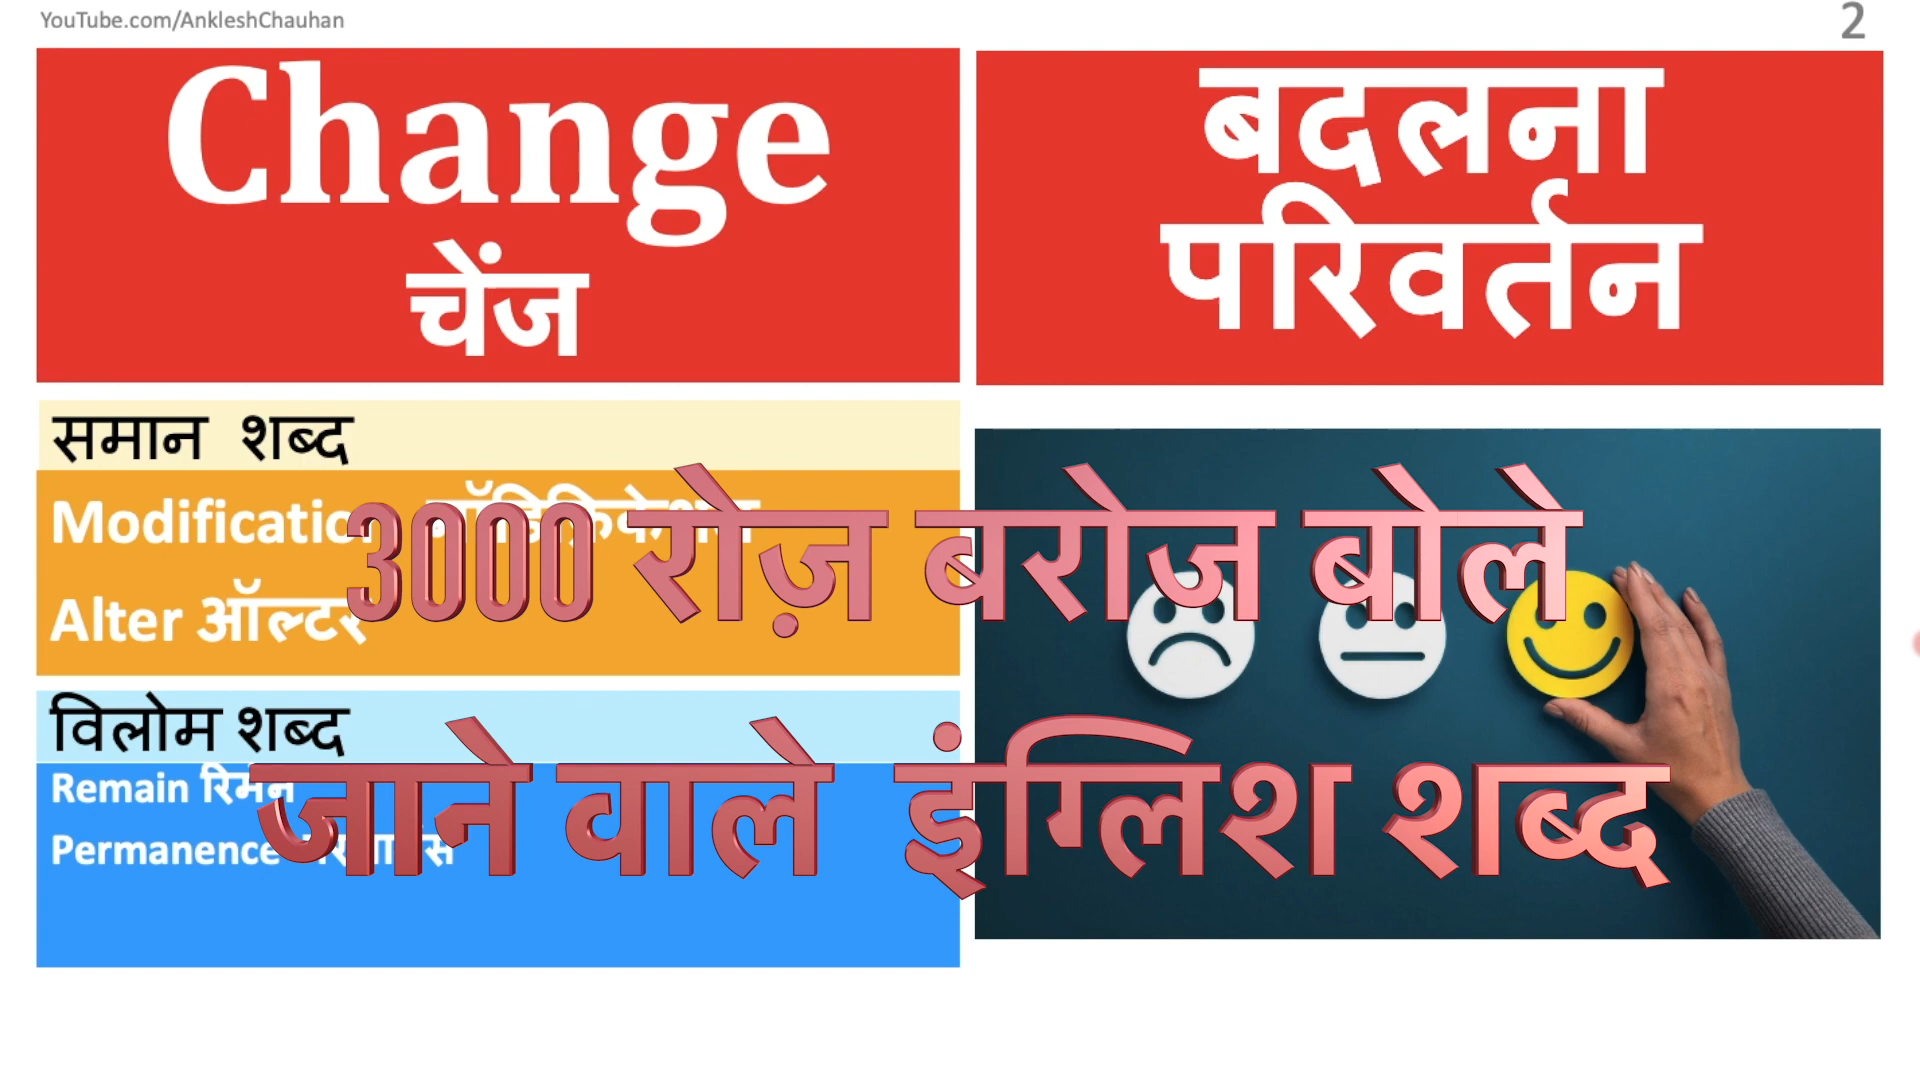 YouTube.com/AnkleshChauhan
2
Change
चेंज
बदलना
परिवर्तन
समान शब्द
Modification
Alter ऑल्टर
विलोम शब्द
Remain रिमेन
Permanence
3000 रोज़ बरोज बोले
जाने वाले इंग्लिश शब्द